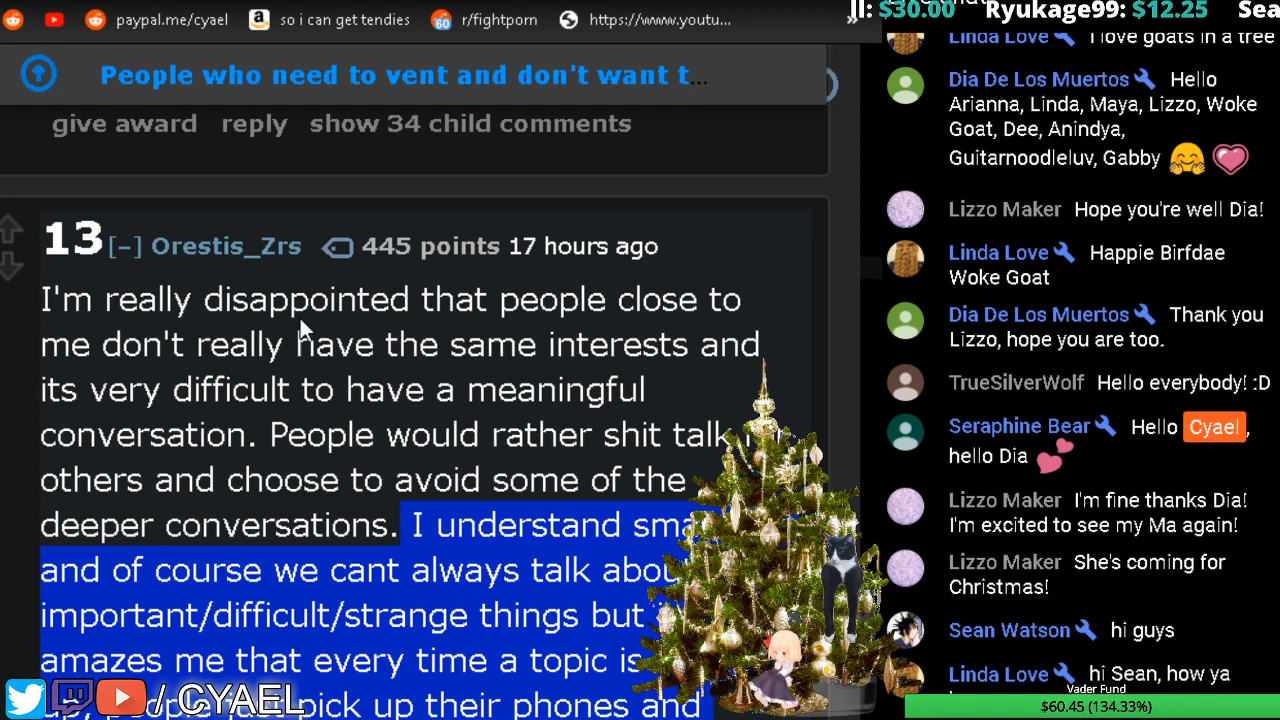 paypal.me/cyael so i can get tendies 60 r/fightporn https://www.youtu... »
ll: $30.00 Ryukage99: $12.25 Sea
People who need to vent and don't want t...
give award reply show 34 child comments
13 [–] Orestis_Zrs 445 points 17 hours ago
I'm really disappointed that people close to
me don't really have the same interests and
its very difficult to have a meaningful
conversation. People would rather shit talk
others and choose to avoid some of the
deeper conversations. I understand
and of course we cant always talk
important/difficult/strange things but
amazes me that every time a topic is
up, people just pick up their phones and
/ CYAEL
Linda Love I love goats in a tree
Dia De Los Muertos Hello
Arianna, Linda, Maya, Lizzo, Woke
Goat, Dee, Anindya,
Guitarnoodleluv, Gabby
Lizzo Maker Hope you're well Dia!
Linda Love Happie Birfdae
Woke Goat
Dia De Los Muertos Thank you
Lizzo, hope you are too.
TrueSilverWolf Hello everybody! :D
Seraphine Bear Hello Cyael ,
hello Dia
Lizzo Maker I'm fine thanks Dia!
I'm excited to see my Ma again!
Lizzo Maker She's coming for
Christmas!
Sean Watson hi guys
Linda Love hi Sean, how ya
Vader Fund
$60.45 (134.33%)